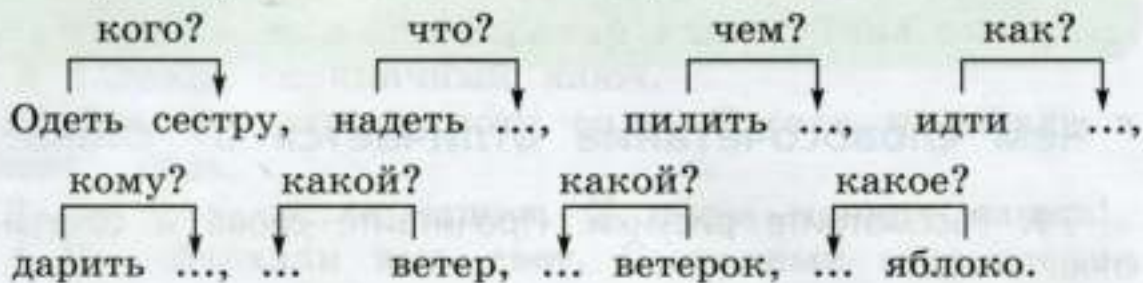 кого? что? чем? как?
Одеть сестру, надеть ..., пилить ..., идти ...,
кому? какой? какой? какое?
дарить ..., ... ветер, ... ветерок, ... яблоко.